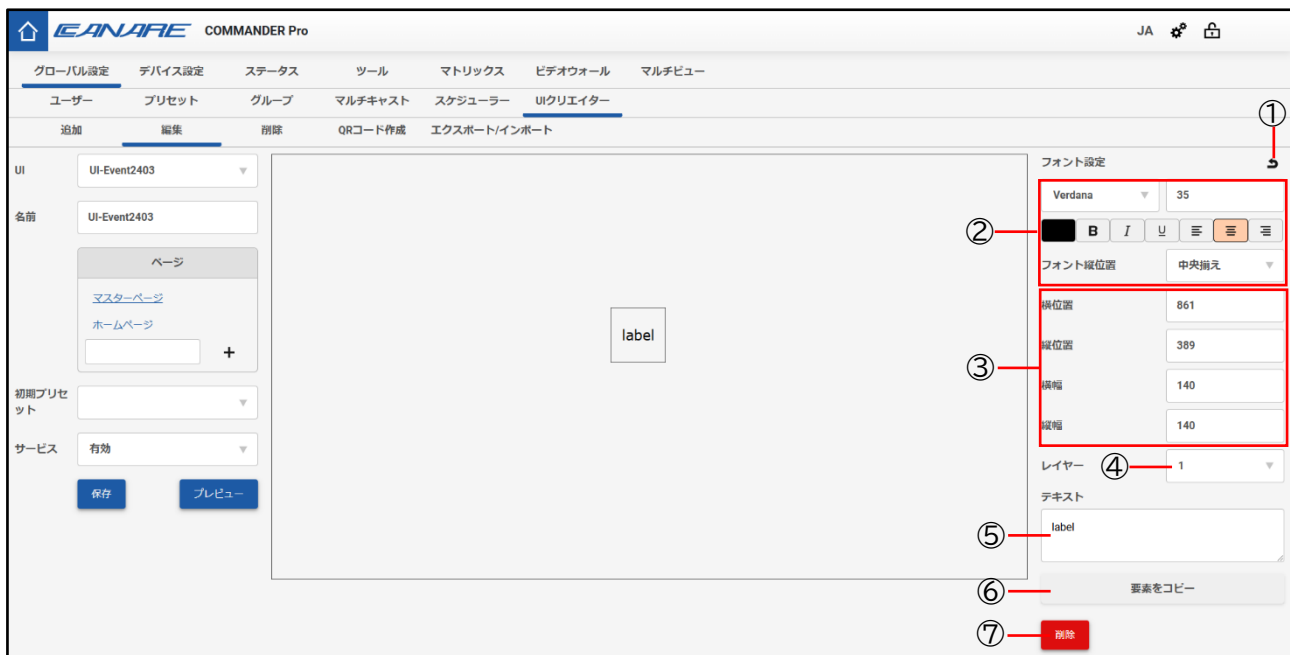 CANARE COMMANDER Pro JA
グローバル設定 デバイス設定 ステータス ツール マトリックス ビデオウォール マルチビュー
ユーザー プリセット グループ マルチキャスト スケジューラー UIクリエイター
追加 編集 削除 QRコード作成 エクスポート/インポート
①
UI UI-Event2403
名前 UI-Event2403
ページ
マスターページ
ホームページ
+
初期プリセ
ット
サービス 有効
保存 プレビュー
label
フォント設定
② Verdana 35
B I U
フォント縦位置 中央揃え
③
横位置 861
縦位置 389
横幅 140
縦幅 140
レイヤー ④ 1
テキスト
⑤ label
⑥ 要素をコピー
⑦ 削除